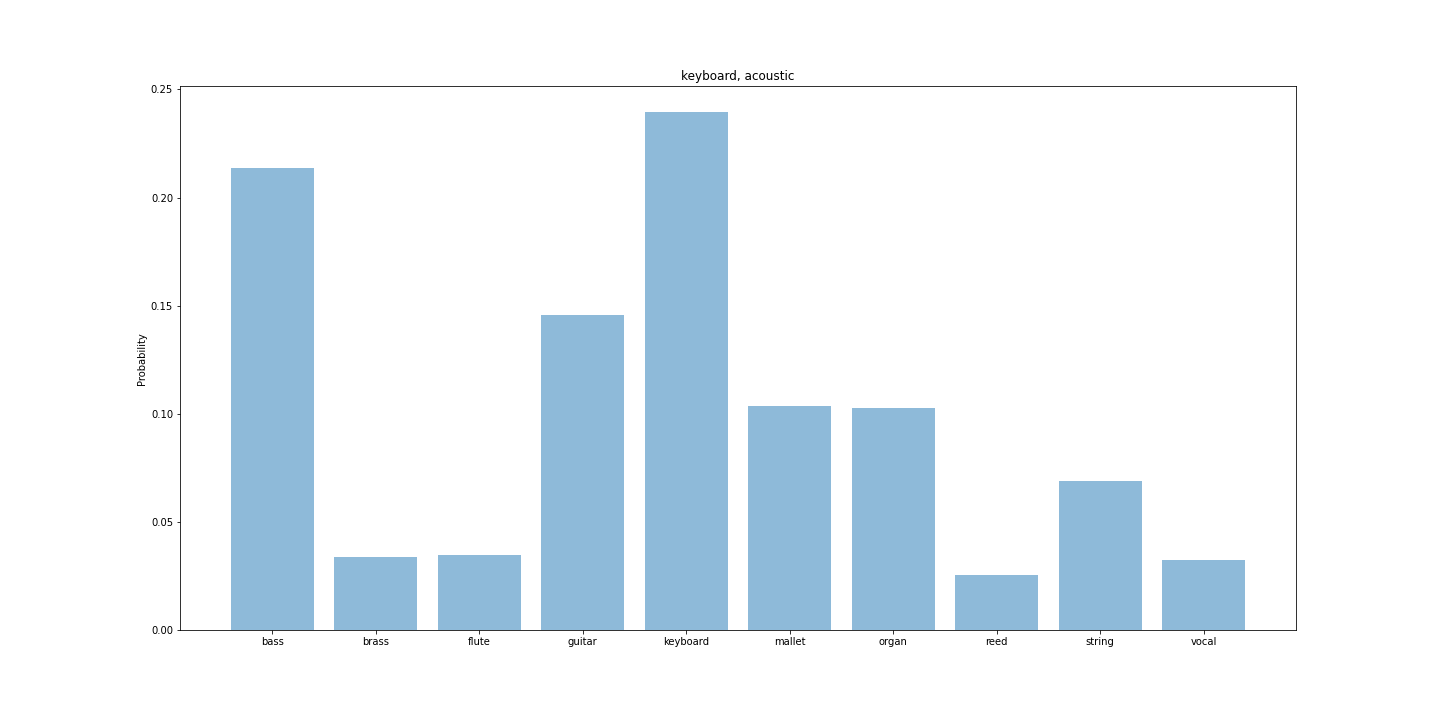 keyboard, acoustic
0.25
0.20
0.15
0.10
0.05
0.00
Probability
bass brass flute guitar keyboard mallet organ reed string vocal